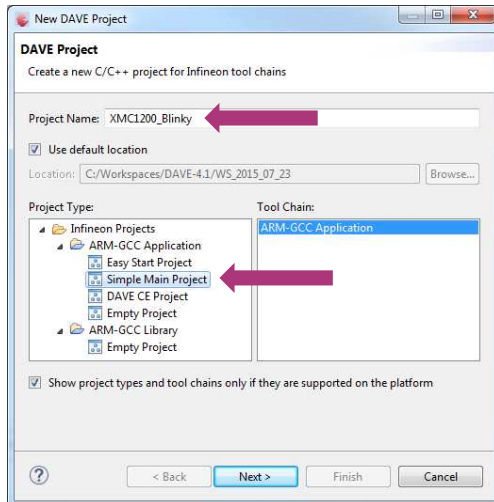 New DAVE Project
DAVE Project
Create a new C/C++ project for Infineon tool chains
Project Name: XMC1200_Blinky
Use default location
Location: C:/Workspaces/DAVE-4.1/WS_2015_07_23 Browse...
Project Type: Tool Chain:
Infineon Projects ARM-GCC Application
ARM-GCC Application
Easy Start Project
Simple Main Project
DAVE CE Project
Empty Project
ARM-GCC Library
Empty Project
Show project types and tool chains only if they are supported on the platform
? < Back Next > Finish Cancel